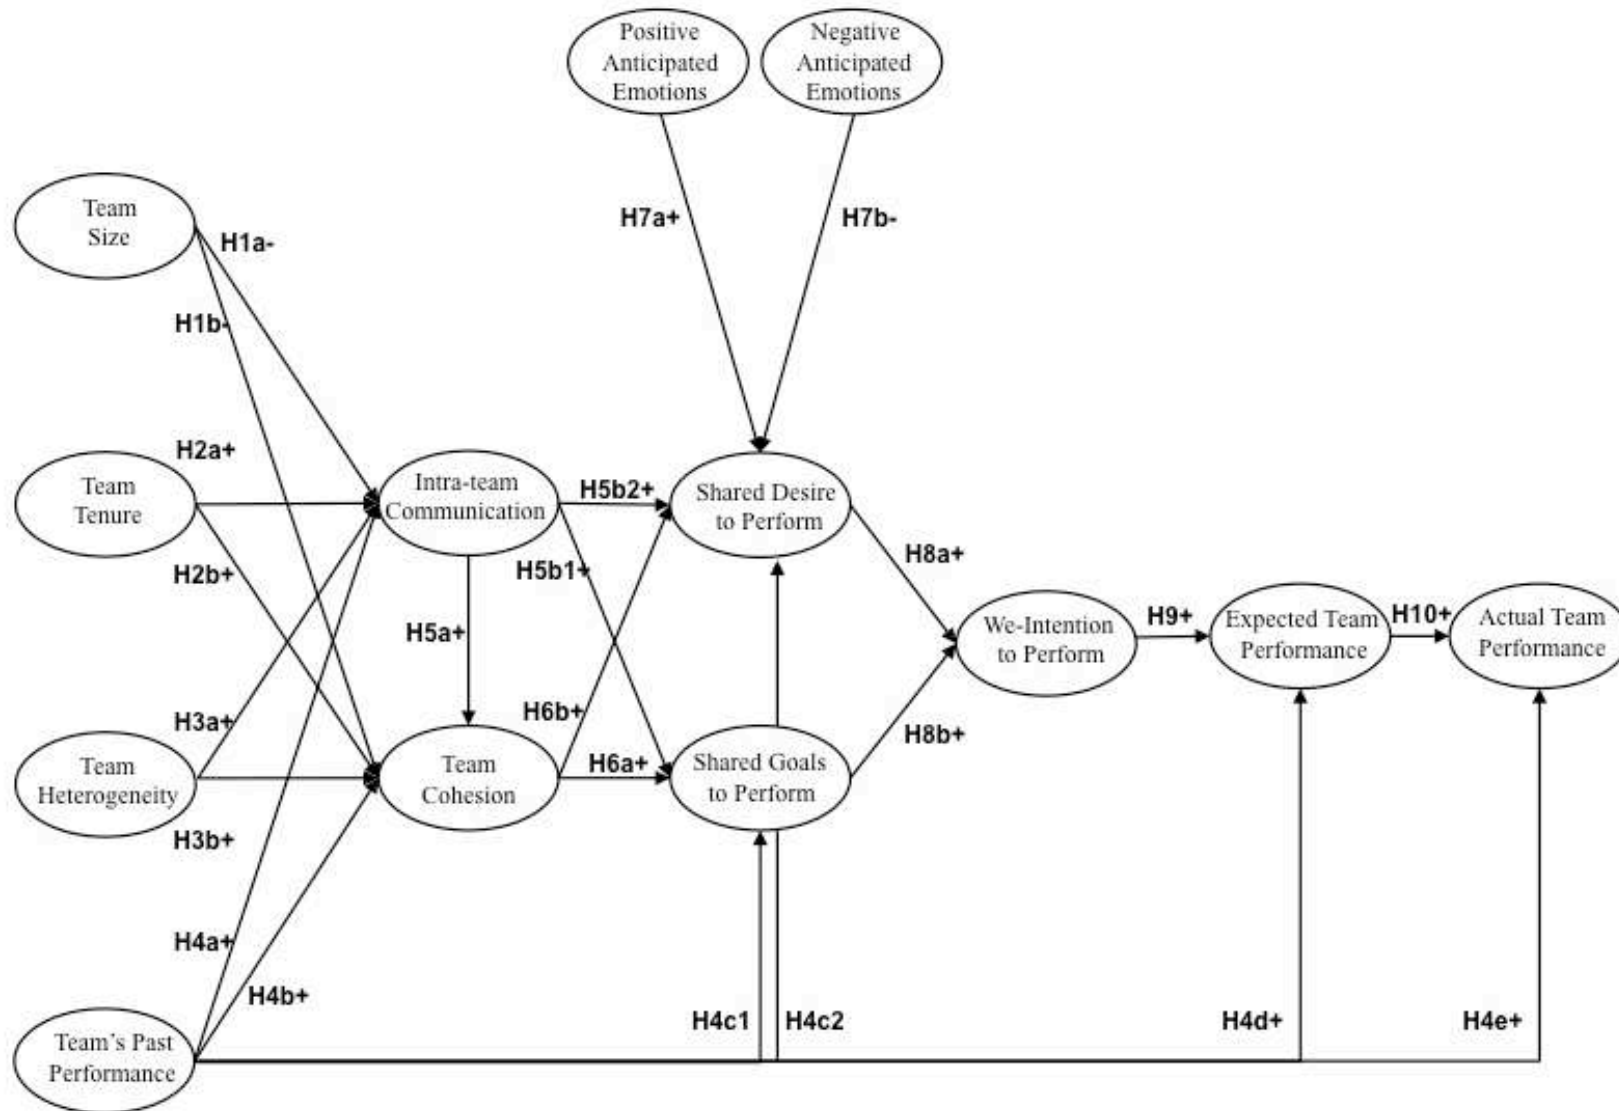 Positive
Anticipated
Emotions
Negative
Anticipated
Emotions
Team
Size
H1a-
H7a+
H7b-
H1b-
H2a+
Team
Tenure
Intra-team
Communication
H5b2+
Shared Desire
to Perform
H2b+
H5b1+
H8a+
H5a+
We-Intention
to Perform
H9+
Expected Team
Performance
H10+
Actual Team
Performance
H3a+
H6b+
H8b+
Team
Heterogeneity
Team
Cohesion
H6a+
Shared Goals
to Perform
H3b+
H4a+
H4b+
H4c1
H4c2
H4d+
H4e+
Team's Past
Performance